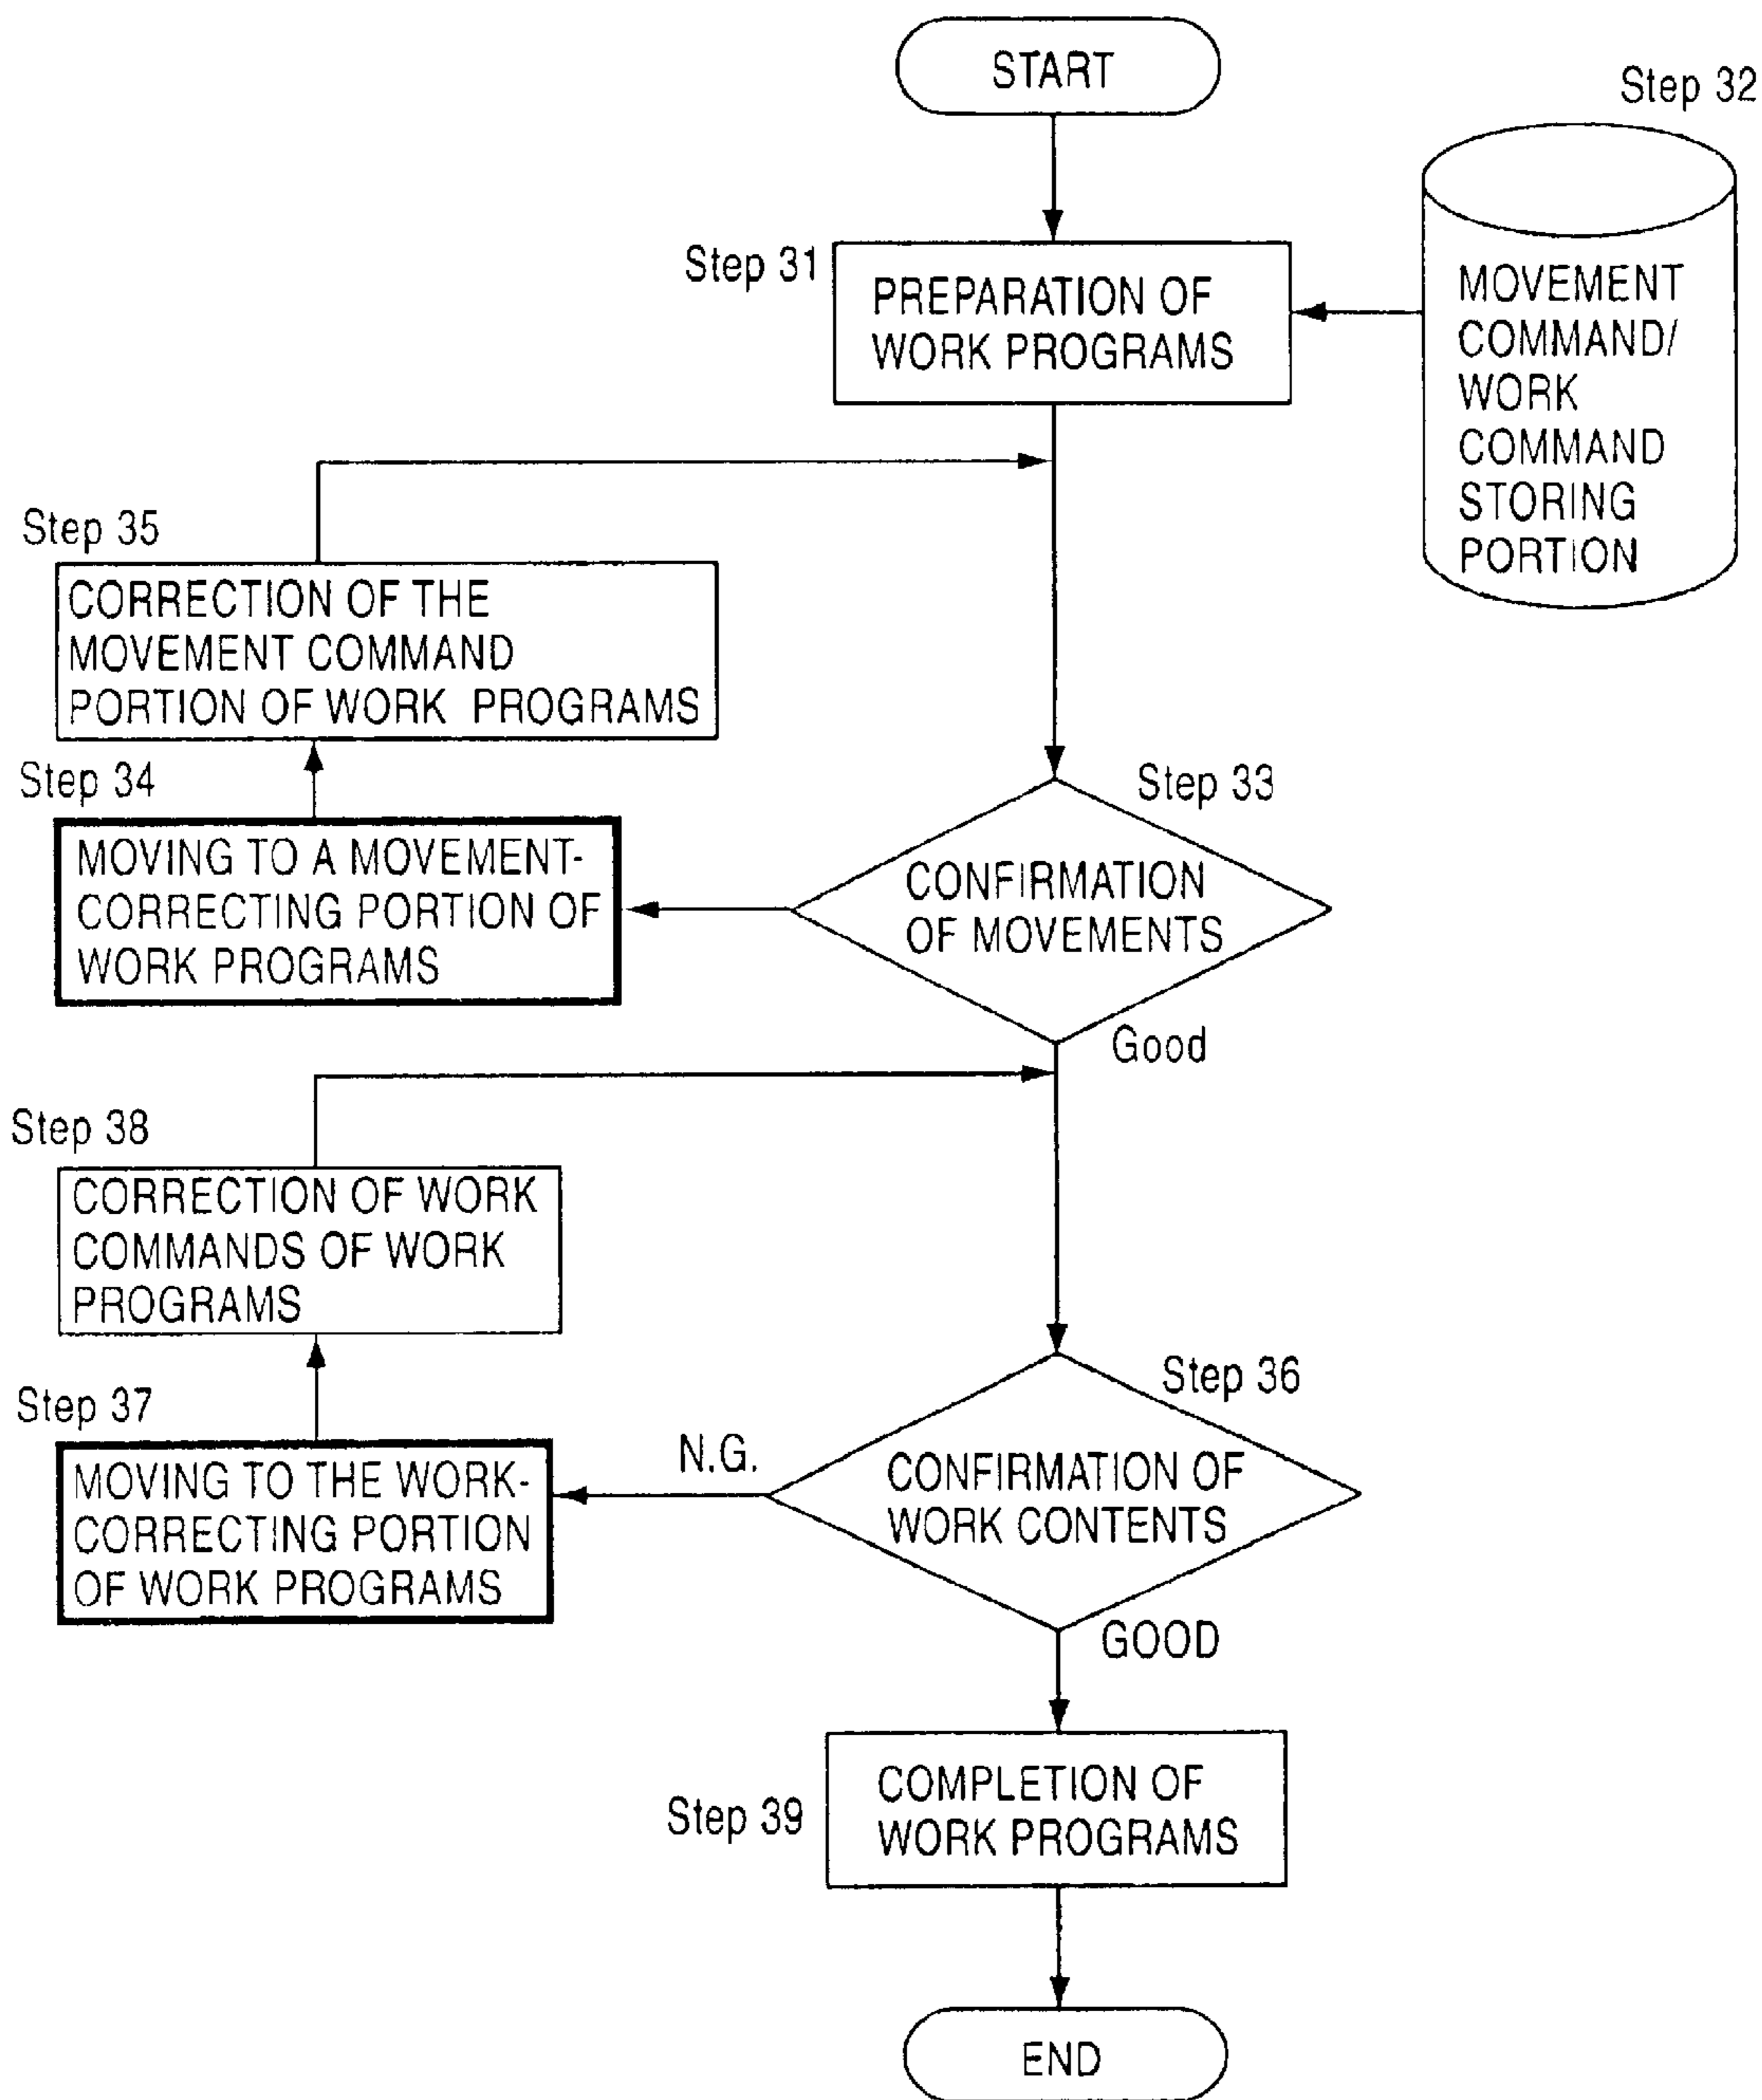 START
Step 32
Step 31
PREPARATION OF
WORK PROGRAMS
MOVEMENT
COMMAND/
WORK
COMMAND
STORING
PORTION
Step 35
CORRECTION OF THE
MOVEMENT COMMAND
PORTION OF WORK PROGRAMS
Step 34
MOVING TO A MOVEMENT-
CORRECTING PORTION OF
WORK PROGRAMS
Step 33
CONFIRMATION
OF MOVEMENTS
Good
Step 38
CORRECTION OF WORK
COMMANDS OF WORK
PROGRAMS
Step 37
MOVING TO THE WORK-
CORRECTING PORTION
OF WORK PROGRAMS
N.G.
Step 36
CONFIRMATION OF
WORK CONTENTS
GOOD
Step 39
COMPLETION OF
WORK PROGRAMS
END